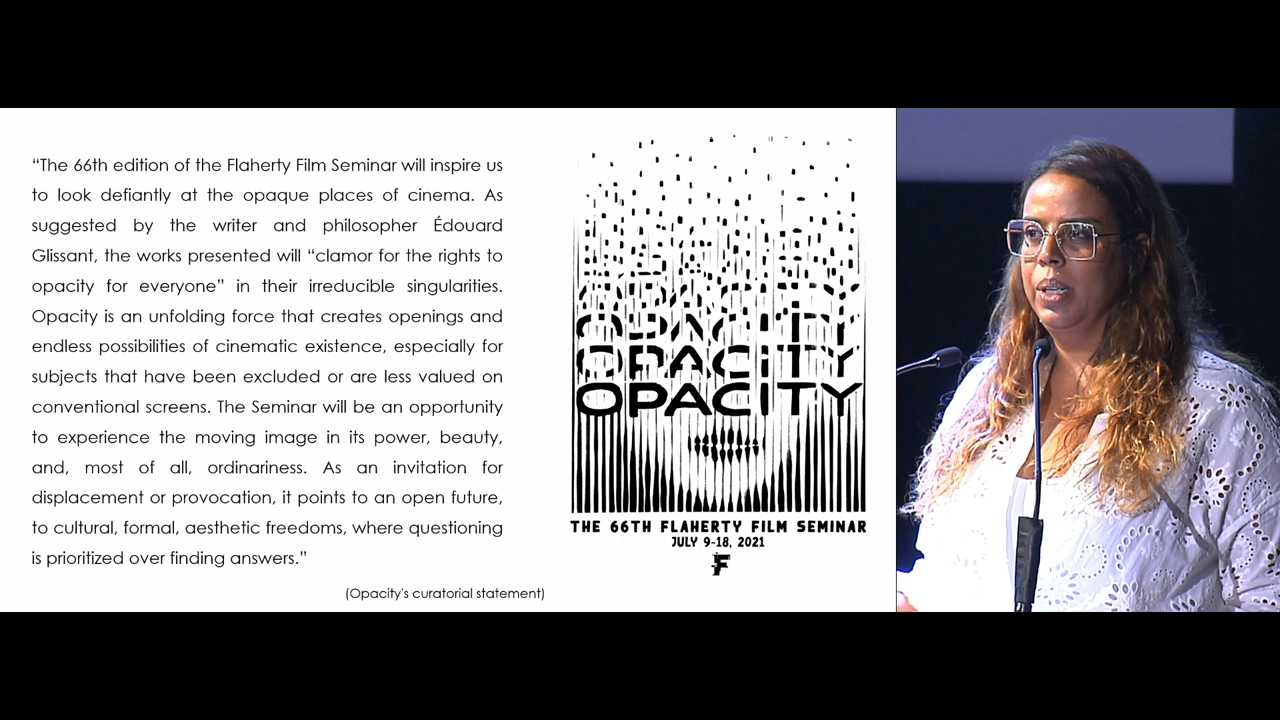 “The 66th edition of the Flaherty Film Seminar will inspire us
to look defiantly at the opaque places of cinema. As
suggested by the writer and philosopher Édouard
Glissant, the works presented will “clamor for the rights to
opacity for everyone” in their irreducible singularities.
Opacity is an unfolding force that creates openings and
endless possibilities of cinematic existence, especially for
subjects that have been excluded or are less valued on
conventional screens. The Seminar will be an opportunity
to experience the moving image in its power, beauty,
and, most of all, ordinariness. As an invitation for
displacement or provocation, it points to an open future,
to cultural, formal, aesthetic freedoms, where questioning
is prioritized over finding answers.”
(Opacity's curatorial statement)
OPACiTY
OPACiTY
OPACiTY
OPACiTY
THE 66TH FLAHERTY FILM SEMINAR
JULY 9-18, 2021
F